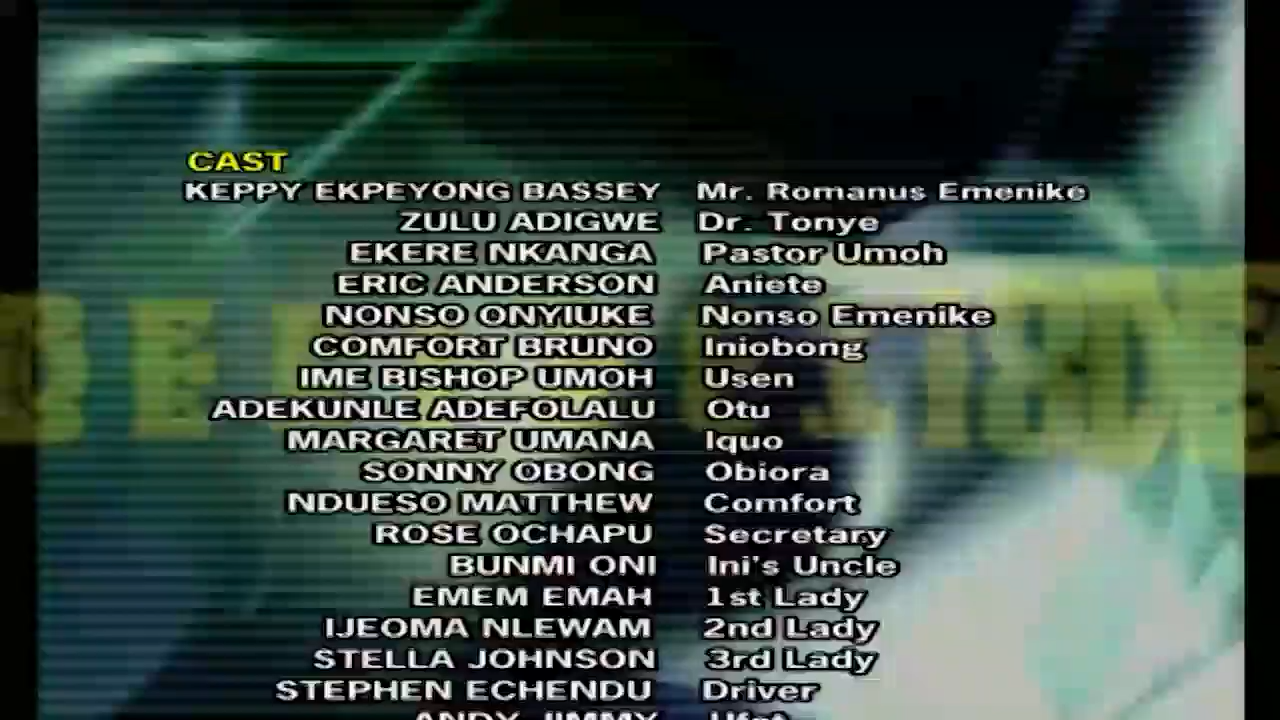 CAST
KEPPY EKPEYONG BASSEY Mr. Romanus Emenike
ZULU ADIGWE Dr. Tonye
EKERE NKANGA Pastor Umoh
ERIC ANDERSON Aniete
NONSO ONYIUKE Nonso Emenike
COMFORT BRUNO Iniobong
IME BISHOP UMOH Usen
ADEKUNLE ADEFOLALU Otu
MARGARET UMANA Iquo
SONNY OBONG Obiora
NDUESO MATTHEW Comfort
ROSE OCHAPU Secretary
BUNMI ONI Ini's Uncle
EMEM EMAH 1st Lady
IJEOMA NLEWAM 2nd Lady
STELLA JOHNSON 3rd Lady
STEPHEN ECHENDU Driver
ANDY JIMMY